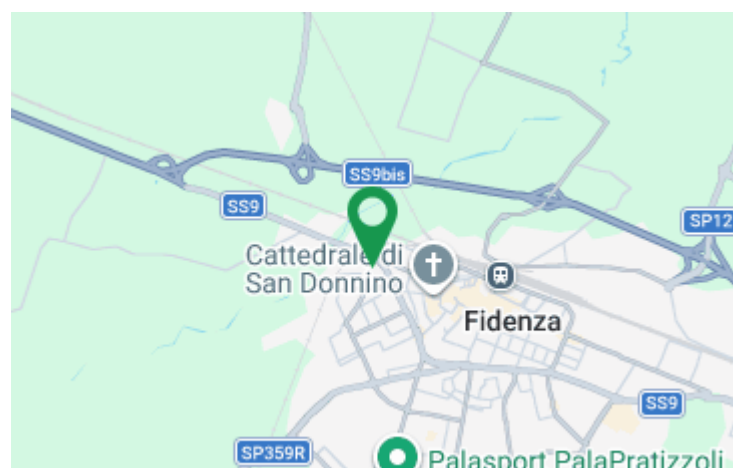 SS9bis
SS9
SP12
Cattedrale di
San Donnino
Fidenza
SS9
SP359R
Palasport PalaPratizzoli